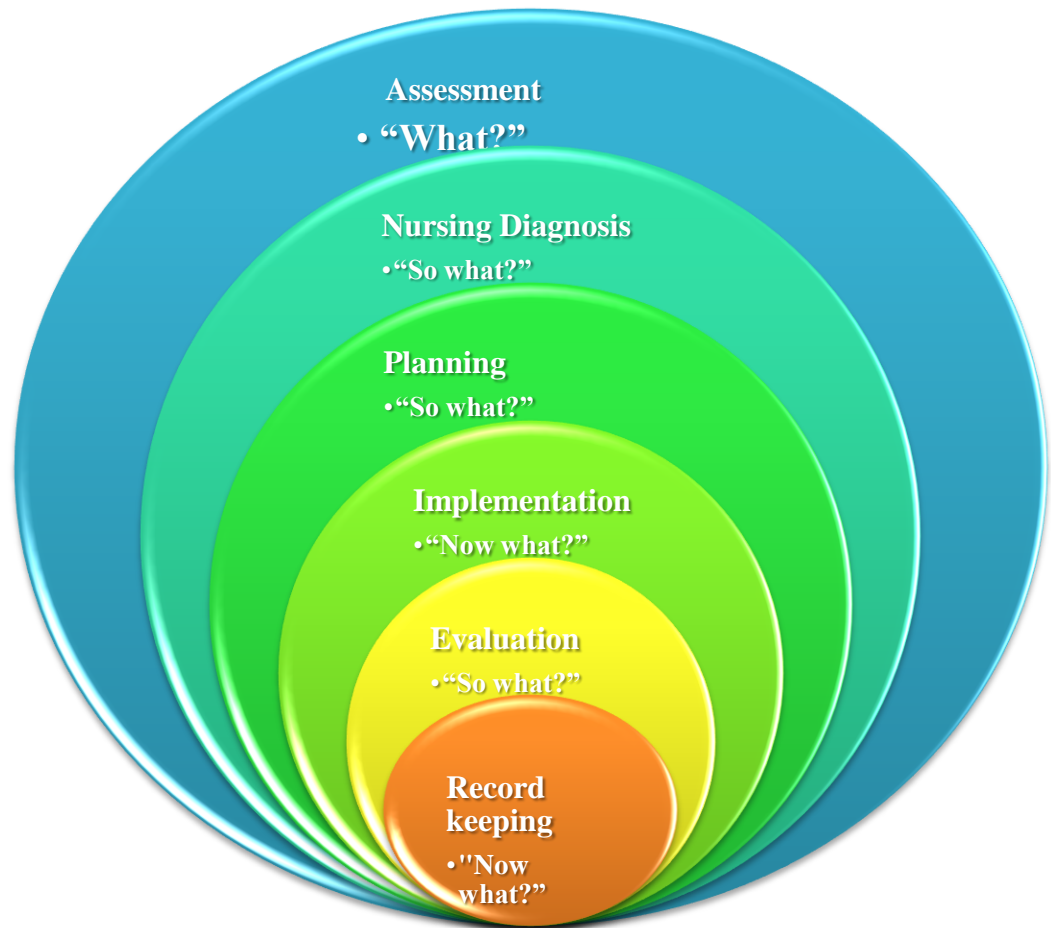 Assessment
• “What?”
Nursing Diagnosis
•“So what?”
Planning
•“So what?”
Implementation
•“Now what?”
Evaluation
•“So what?”
Record
keeping
•"Now
what?”